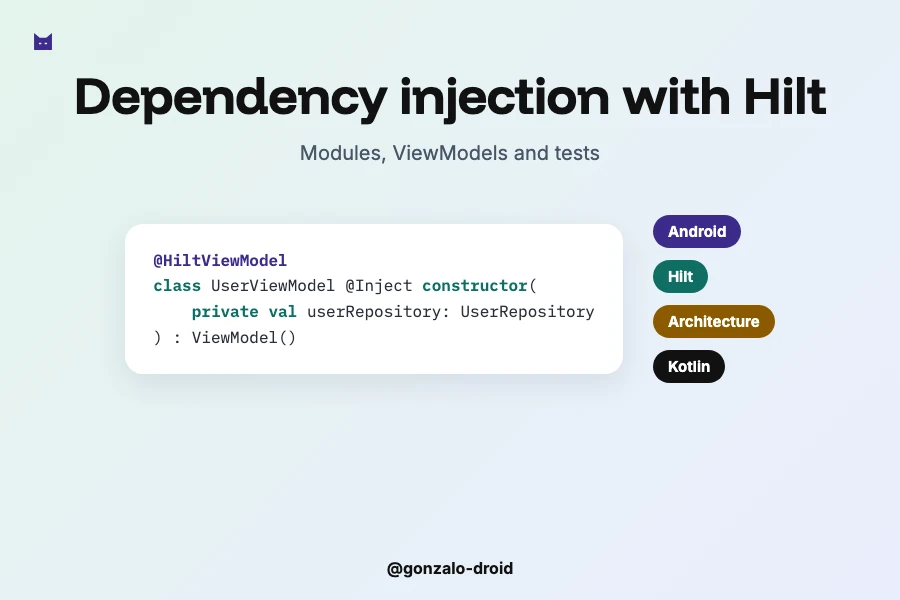 Dependency injection with Hilt
Modules, ViewModels and tests
@HiltViewModel
class UserViewModel @Inject constructor(
    private val userRepository: UserRepository
) : ViewModel()
Android
Hilt
Architecture
Kotlin
@gonzalo-droid